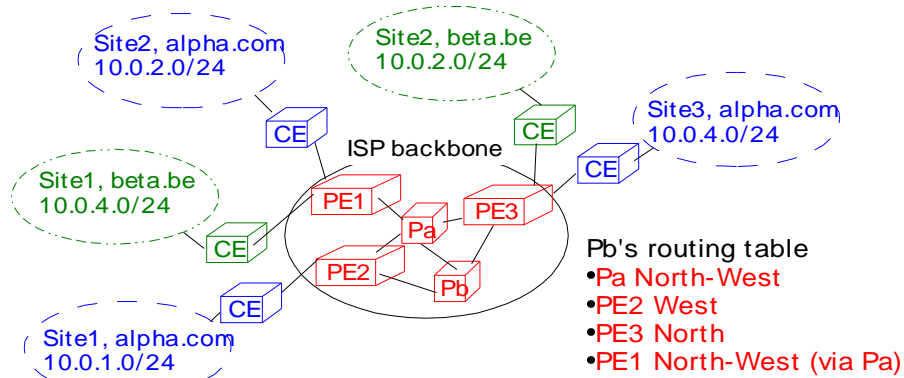 Site2, alpha.com
10.0.2.0/24
Site2, beta.be
10.0.2.0/24
Site3, alpha.com
10.0.4.0/24
CE
CE
CE
ISP backbone
Site1, beta.be
10.0.4.0/24
PE1
PE3
Pa
CE
PE2
Pb
CE
Site1, alpha.com
10.0.1.0/24
Pb's routing table
•Pa North-West
•PE2 West
•PE3 North
•PE1 North-West (via Pa)